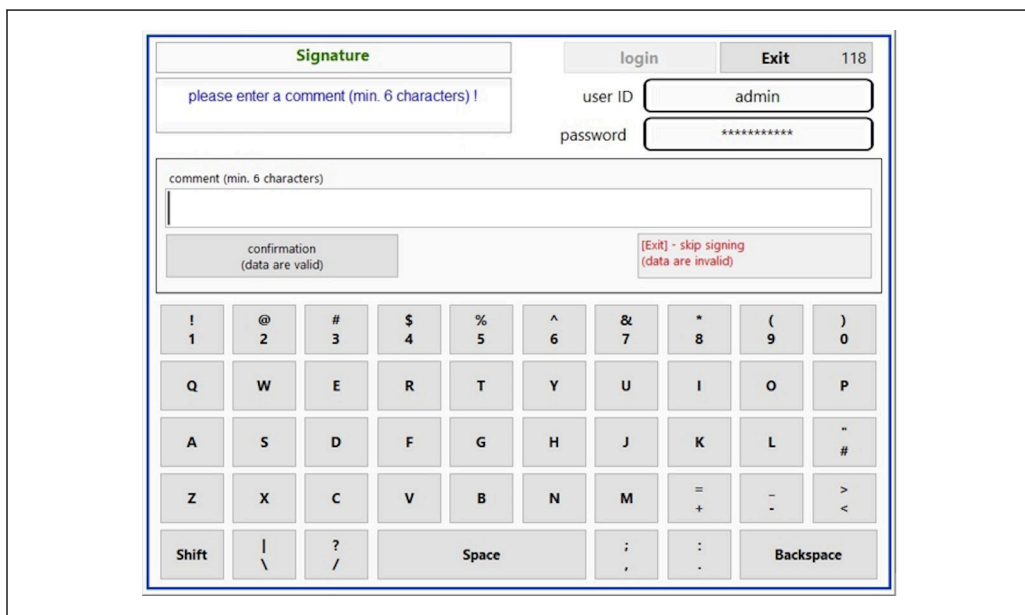 Signature
login
Exit 118
please enter a comment (min. 6 characters) !
user ID admin
password ***********
comment (min. 6 characters)
confirmation
(data are valid)
[Exit] - skip signing
(data are invalid)
! @ # $ % ^ & * ( )
1 2 3 4 5 6 7 8 9 0
Q W E R T Y U I O P
A S D F G H J K L " #
Z X C V B N M = + _ - > <
Shift | \ ? / Space ; , : . Backspace